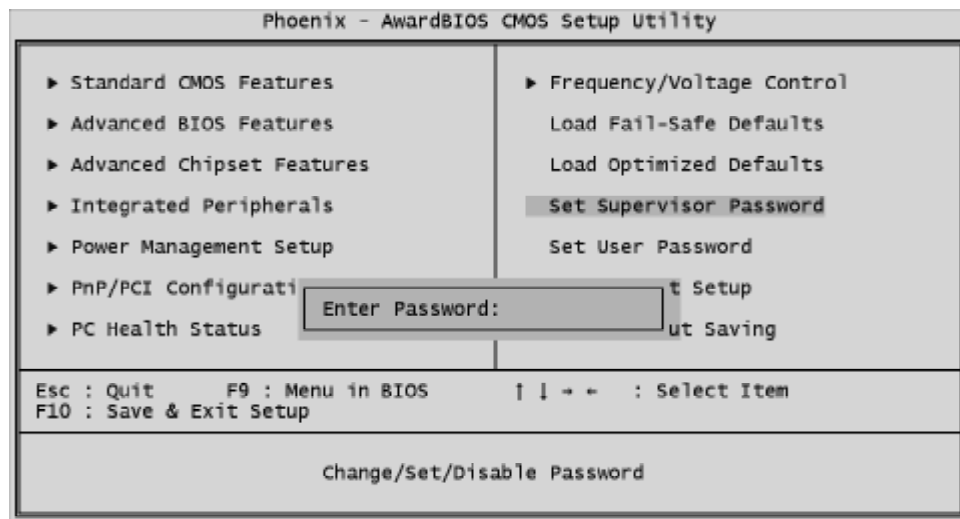 Phoenix - AwardBIOS CMOS Setup Utility
▶ Standard CMOS Features
▶ Advanced BIOS Features
▶ Advanced Chipset Features
▶ Integrated Peripherals
▶ Power Management Setup
▶ PnP/PCI Configurati
▶ PC Health Status
▶ Frequency/Voltage Control
Load Fail-Safe Defaults
Load Optimized Defaults
Set Supervisor Password
Set User Password
t Setup
ut Saving
Enter Password:
Esc : Quit F9 : Menu in BIOS ↑ ↓ → ← : Select Item
F10 : Save & Exit Setup
Change/Set/Disable Password